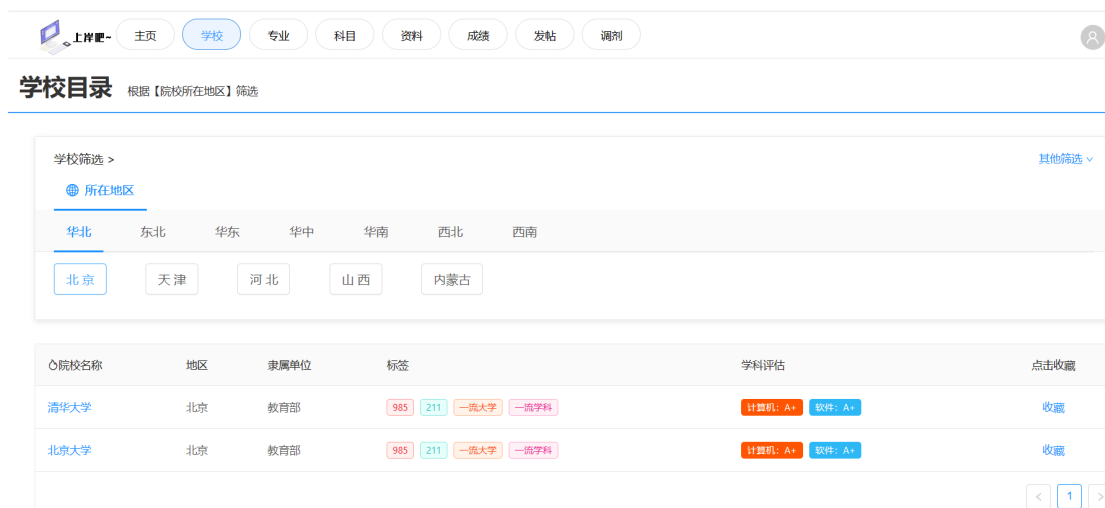 上岸吧~ 主页 学校 专业 科目 资料 成绩 发帖 调剂
学校目录 根据【院校所在地区】筛选
学校筛选 > 其他筛选
所在地区
华北 东北 华东 华中 华南 西北 西南
北京 天津 河北 山西 内蒙古
院校名称 地区 隶属单位 标签 学科评估 点击收藏
清华大学 北京 教育部 985 211 一流大学 一流学科 计算机: A+ 软件: A+ 收藏
北京大学 北京 教育部 985 211 一流大学 一流学科 计算机: A+ 软件: A+ 收藏
< 1 >